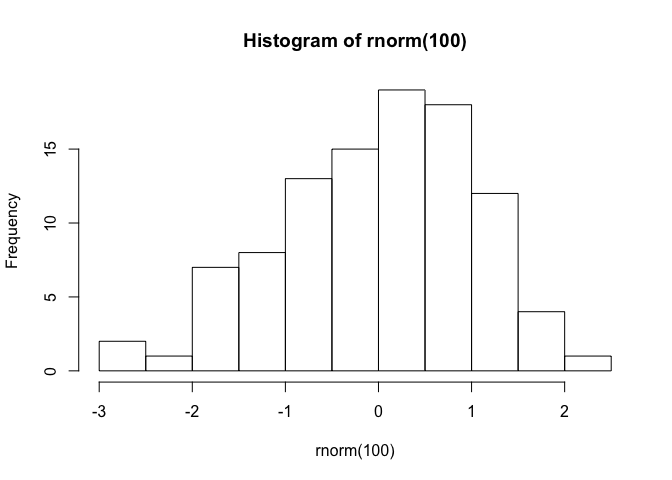 Histogram of rnorm(100)
Frequency
15
10
5
0
-3 -2 -1 0 1 2
rnorm(100)